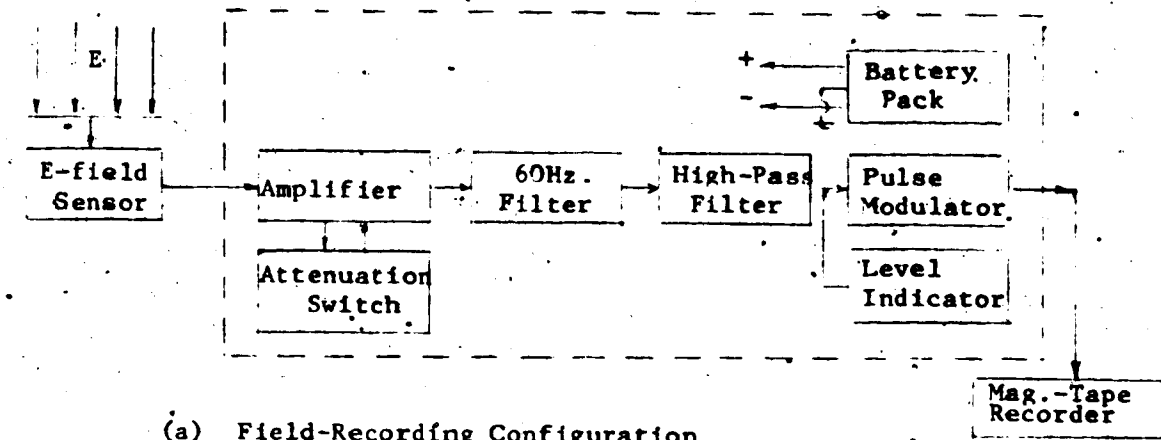 E
+
Battery
Pack
-
E-field
Sensor
Amplifier
60Hz.
Filter
High-Pass
Filter
Pulse
Modulator
Attenuation
Switch
Level
Indicator
Mag.-Tape
Recorder
(a) Field-Recording Configuration